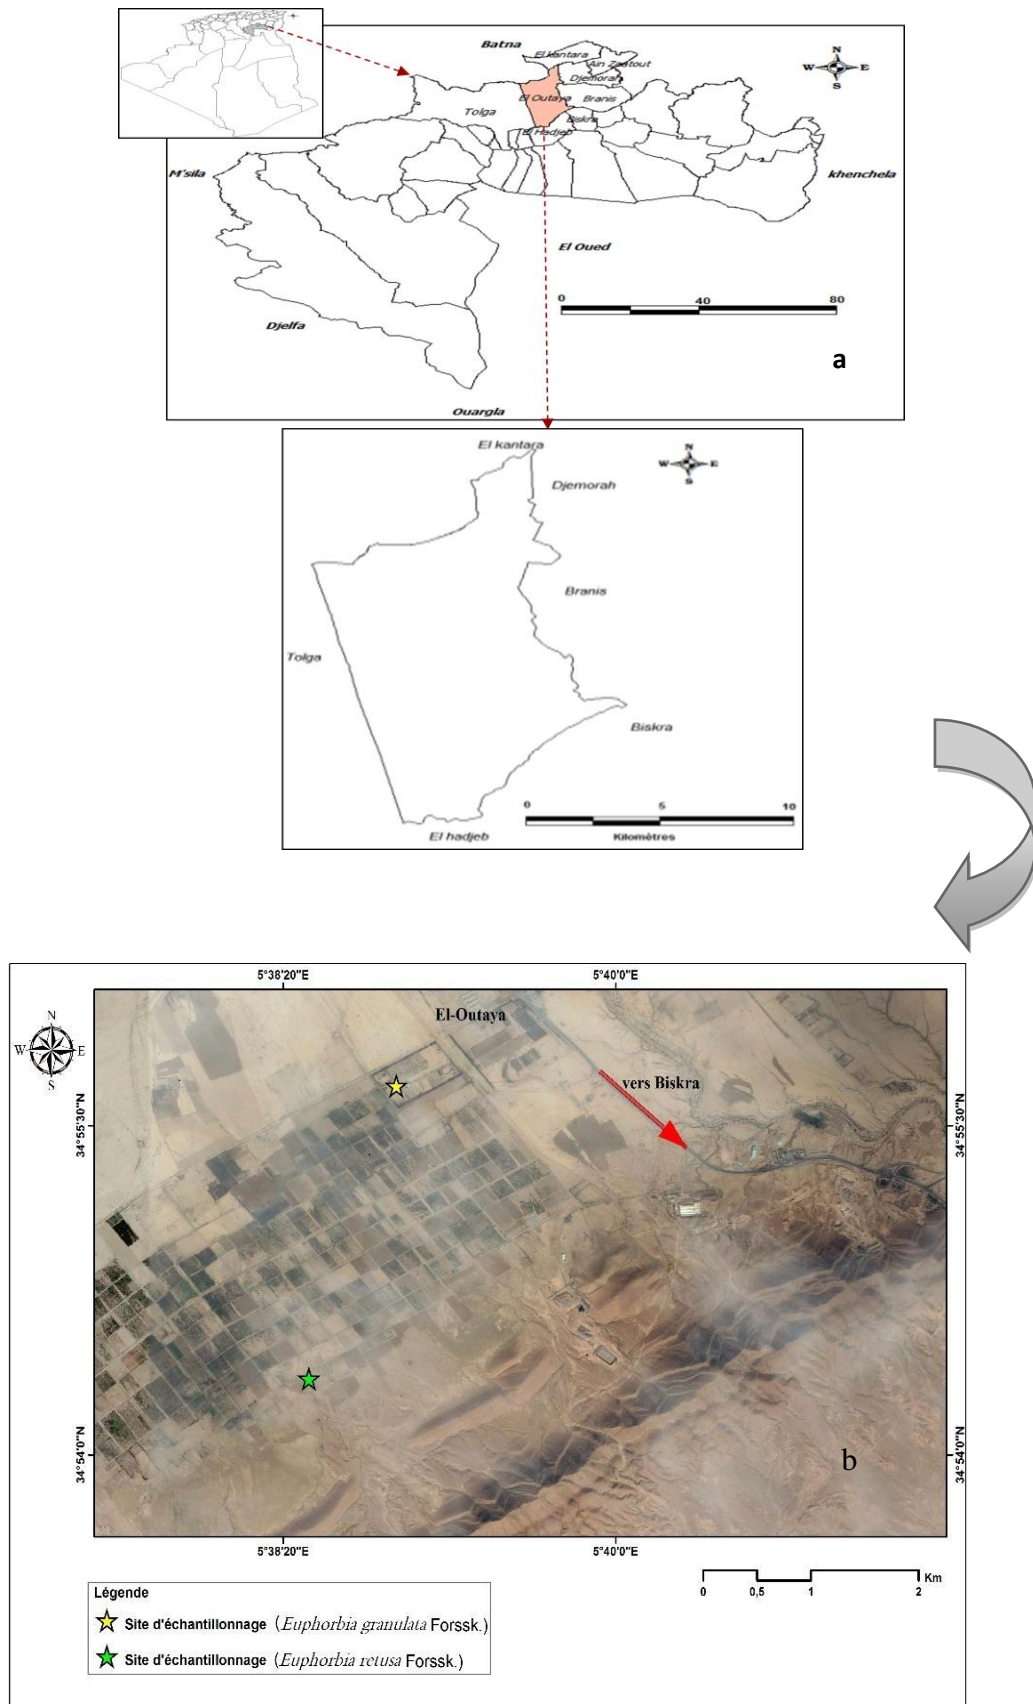 Batna
El kantara
Ain Zaatout
N
W E
S
Djemorah
El Outaya
Branis
Tolga
Biskra
El Hadjeb
M'sila
khenchela
El Oued
0 40 80
Djelfa
a
Ouargla
El kantara
N
W E
S
Djemorah
Branis
Tolga
Biskra
0 5 10
Kilomètres
El hadjeb
5°38'20"E 5°40'0"E
El-Outaya
N
W E
S
vers Biskra
34°55'30"N 34°55'30"N
34°54'0"N 34°54'0"N
b
5°38'20"E 5°40'0"E
Km
0 0,5 1 2
Légende
Site d'échantillonnage (Euphorbia granulata Forssk.)
Site d'échantillonnage (Euphorbia retusa Forssk.)